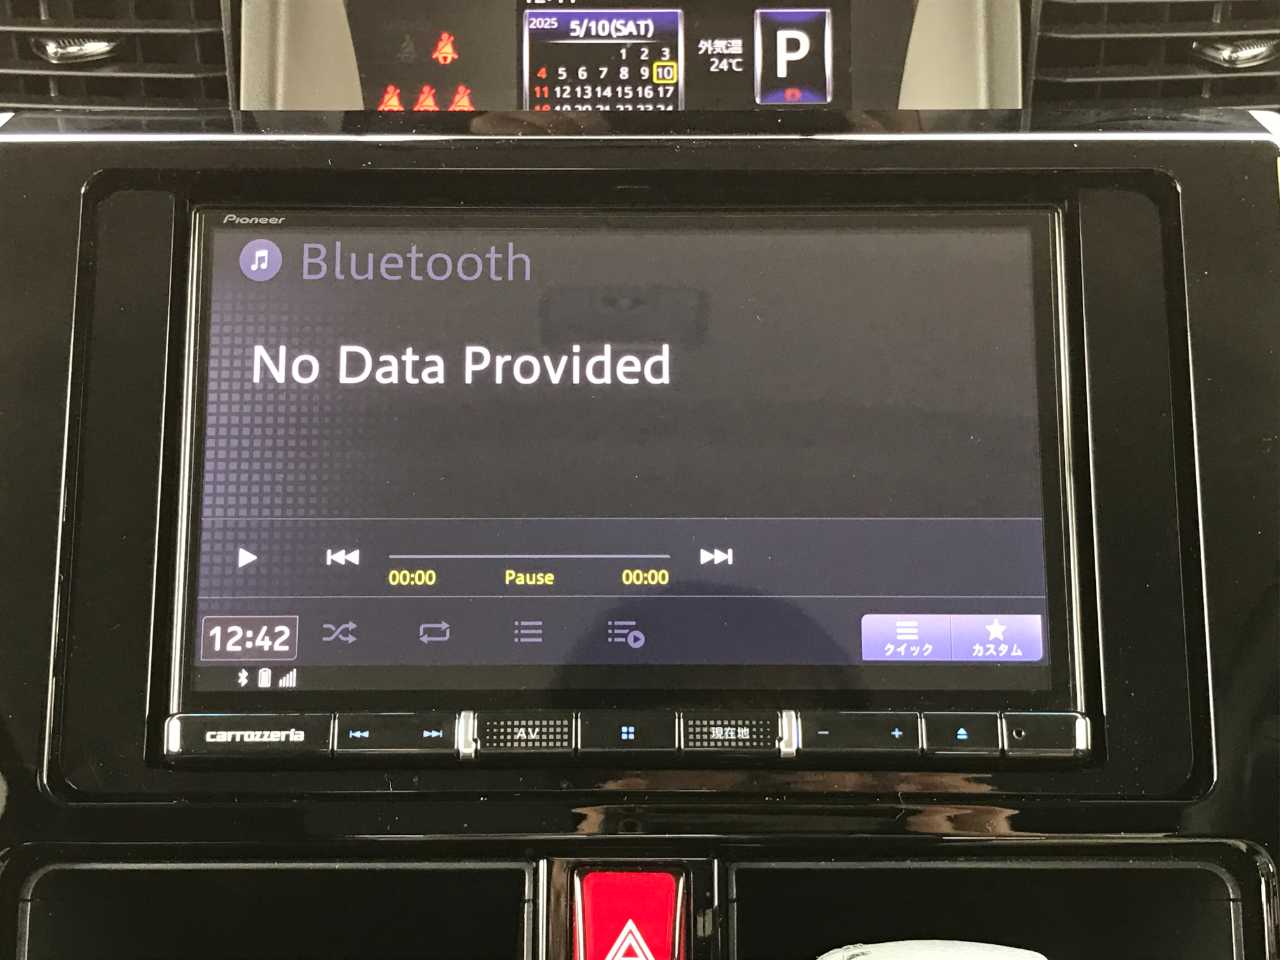 2025 5/10(SAT)
1 2 3
4 5 6 7 8 9 10
11 12 13 14 15 16 17
外気温
24℃
P
Pioneer
Bluetooth
No Data Provided
00:00 Pause 00:00
12:42
クイック
カスタム
carrozzeria
AV
現在地